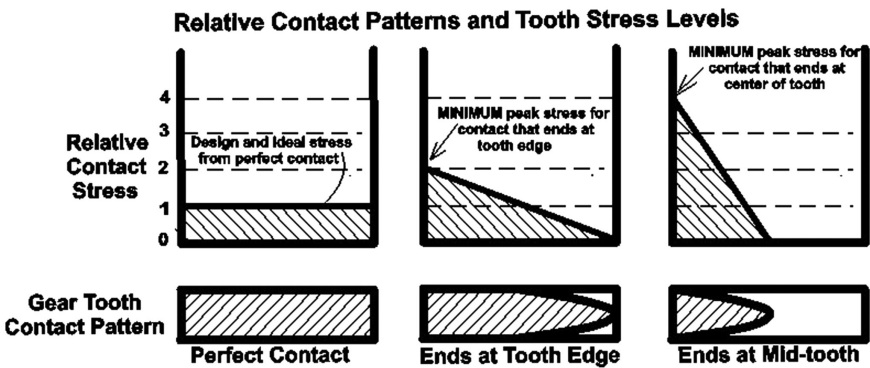 Relative Contact Patterns and Tooth Stress Levels
MINIMUM peak stress for
contact that ends at
center of tooth
4
3
2
1
0
Relative
Contact
Stress
Design and ideal stress
from perfect contact
MINIMUM peak stress for
contact that ends at
tooth edge
Gear Tooth
Contact Pattern
Perfect Contact
Ends at Tooth Edge
Ends at Mid-tooth